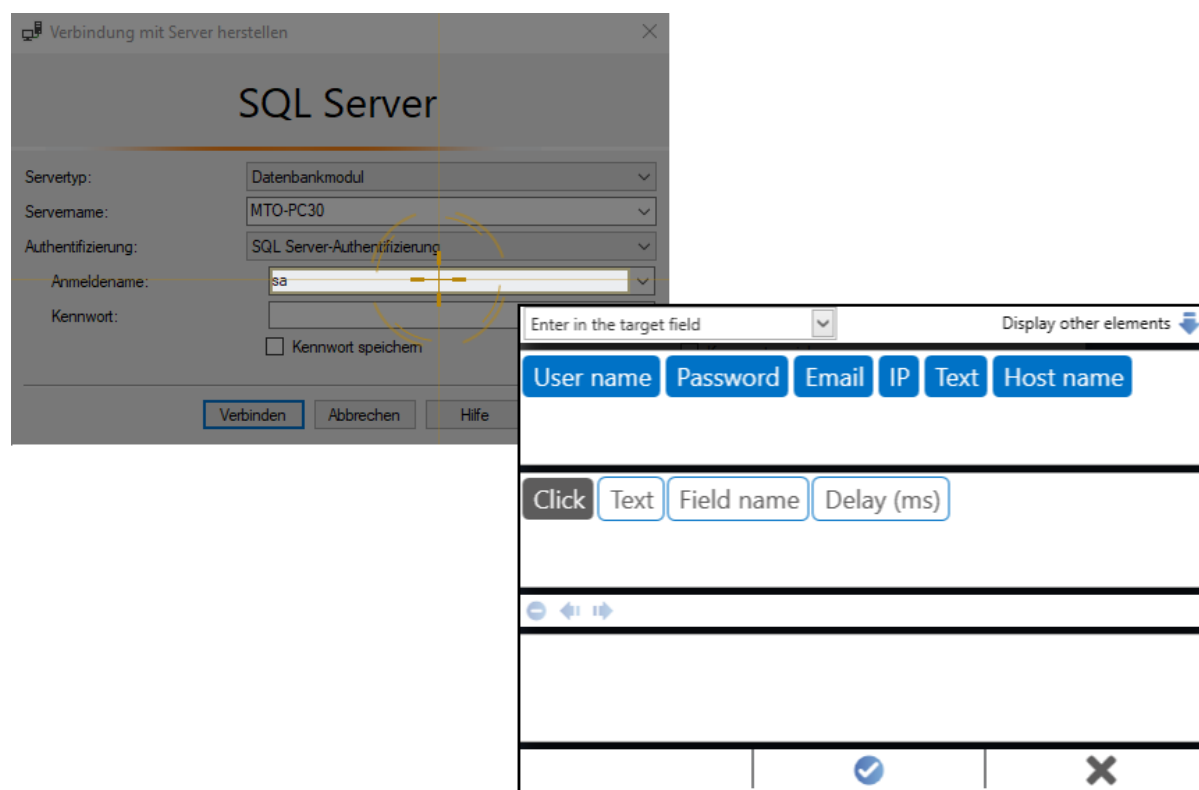 Verbindung mit Server herstellen
SQL Server
Servertyp: Datenbankmodul
Servername: MTO-PC30
Authentifizierung: SQL Server-Authentifizierung
Anmeldename: sa
Kennwort:
Kennwort speichern
Verbinden Abbrechen Hilfe
Enter in the target field Display other elements
User name Password Email IP Text Host name
Click Text Field name Delay (ms)